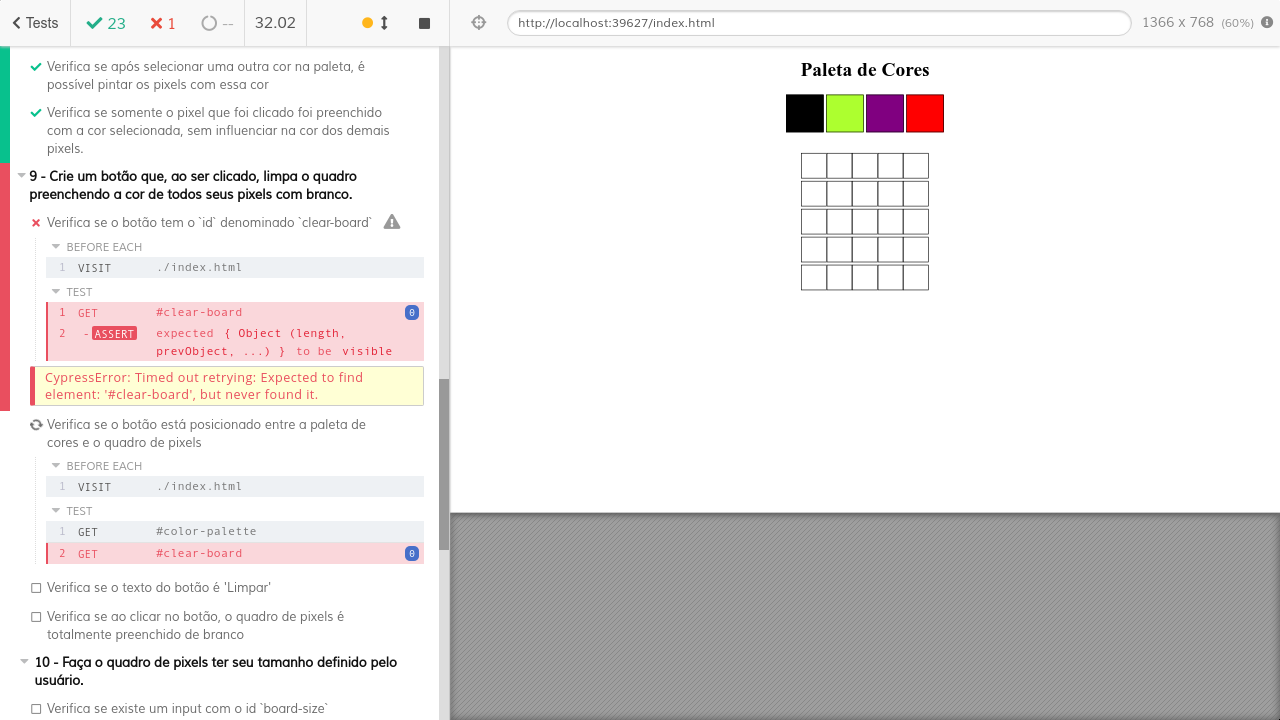 Tests
23
1
--
32.02
http://localhost:39627/index.html
1366 x 768 (60%)
Verifica se após selecionar uma outra cor na paleta, é
possível pintar os pixels com essa cor
Verifica se somente o pixel que foi clicado foi preenchido
com a cor selecionada, sem influenciar na cor dos demais
pixels.
9 - Crie um botão que, ao ser clicado, limpa o quadro
preenchendo a cor de todos seus pixels com branco.
Verifica se o botão tem o `id` denominado `clear-board`
BEFORE EACH
1 VISIT ./index.html
TEST
1 GET #clear-board 0
2 - ASSERT expected { Object (length,
prevObject, ...) } to be visible
CypressError: Timed out retrying: Expected to find
element: '#clear-board', but never found it.
Verifica se o botão está posicionado entre a paleta de
cores e o quadro de pixels
BEFORE EACH
1 VISIT ./index.html
TEST
1 GET #color-palette
2 GET #clear-board 0
Verifica se o texto do botão é 'Limpar'
Verifica se ao clicar no botão, o quadro de pixels é
totalmente preenchido de branco
10 - Faça o quadro de pixels ter seu tamanho definido pelo
usuário.
Verifica se existe um input com o id `board-size`
Paleta de Cores